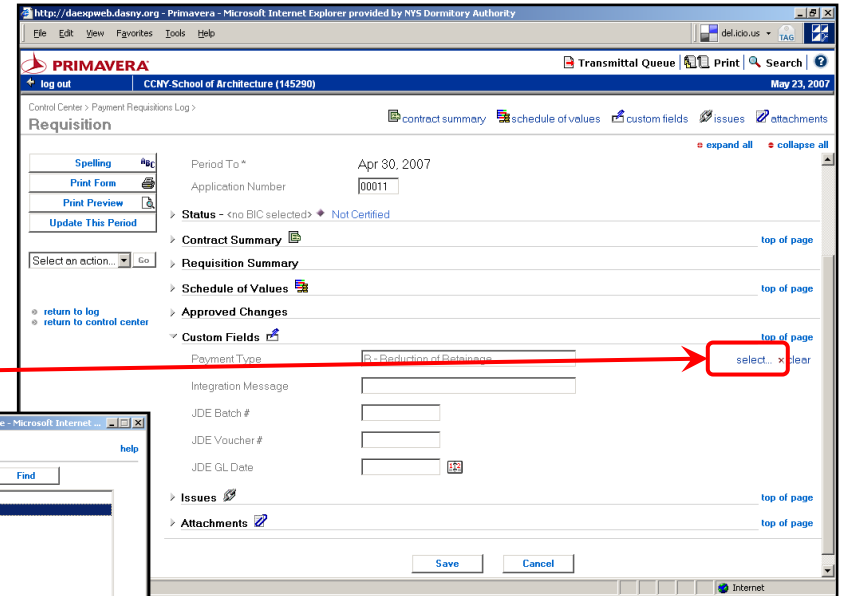 http://daexpweb.dasny.org - Primavera - Microsoft Internet Explorer provided by NYS Dormitory Authority
File Edit View Favorites Tools Help
del.icio.us TAG
PRIMAVERA
Transmittal Queue Print Search ?
log out CCNY-School of Architecture (145290) May 23, 2007
Control Center > Payment Requisitions Log >
Requisition
contract summary schedule of values custom fields issues attachments
expand all collapse all
Spelling ABC
Print Form
Print Preview
Update This Period
Select an action... Go
return to log
return to control center
Period To * Apr 30, 2007
Application Number 00011
Status - <no BIC selected> Not Certified
Contract Summary top of page
Requisition Summary
Schedule of Values top of page
Approved Changes
Custom Fields top of page
Payment Type R - Reduction of Retainage select... clear
Integration Message
JDE Batch #
JDE Voucher #
JDE GL Date
Issues top of page
Attachments top of page
Save Cancel
Internet
e - Microsoft Internet ...
help
Find